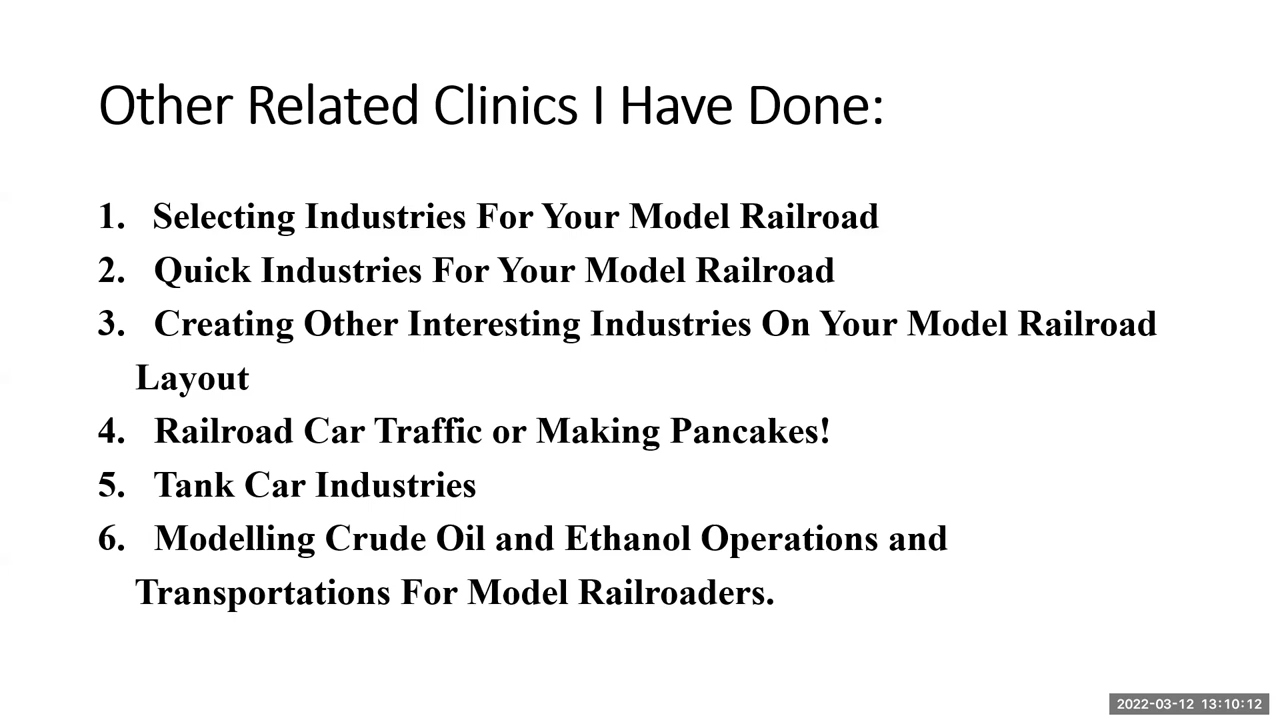 Other Related Clinics I Have Done:
1. Selecting Industries For Your Model Railroad
2. Quick Industries For Your Model Railroad
3. Creating Other Interesting Industries On Your Model Railroad
Layout
4. Railroad Car Traffic or Making Pancakes!
5. Tank Car Industries
6. Modelling Crude Oil and Ethanol Operations and
Transportations For Model Railroaders.
2022-03-12 13:10:12